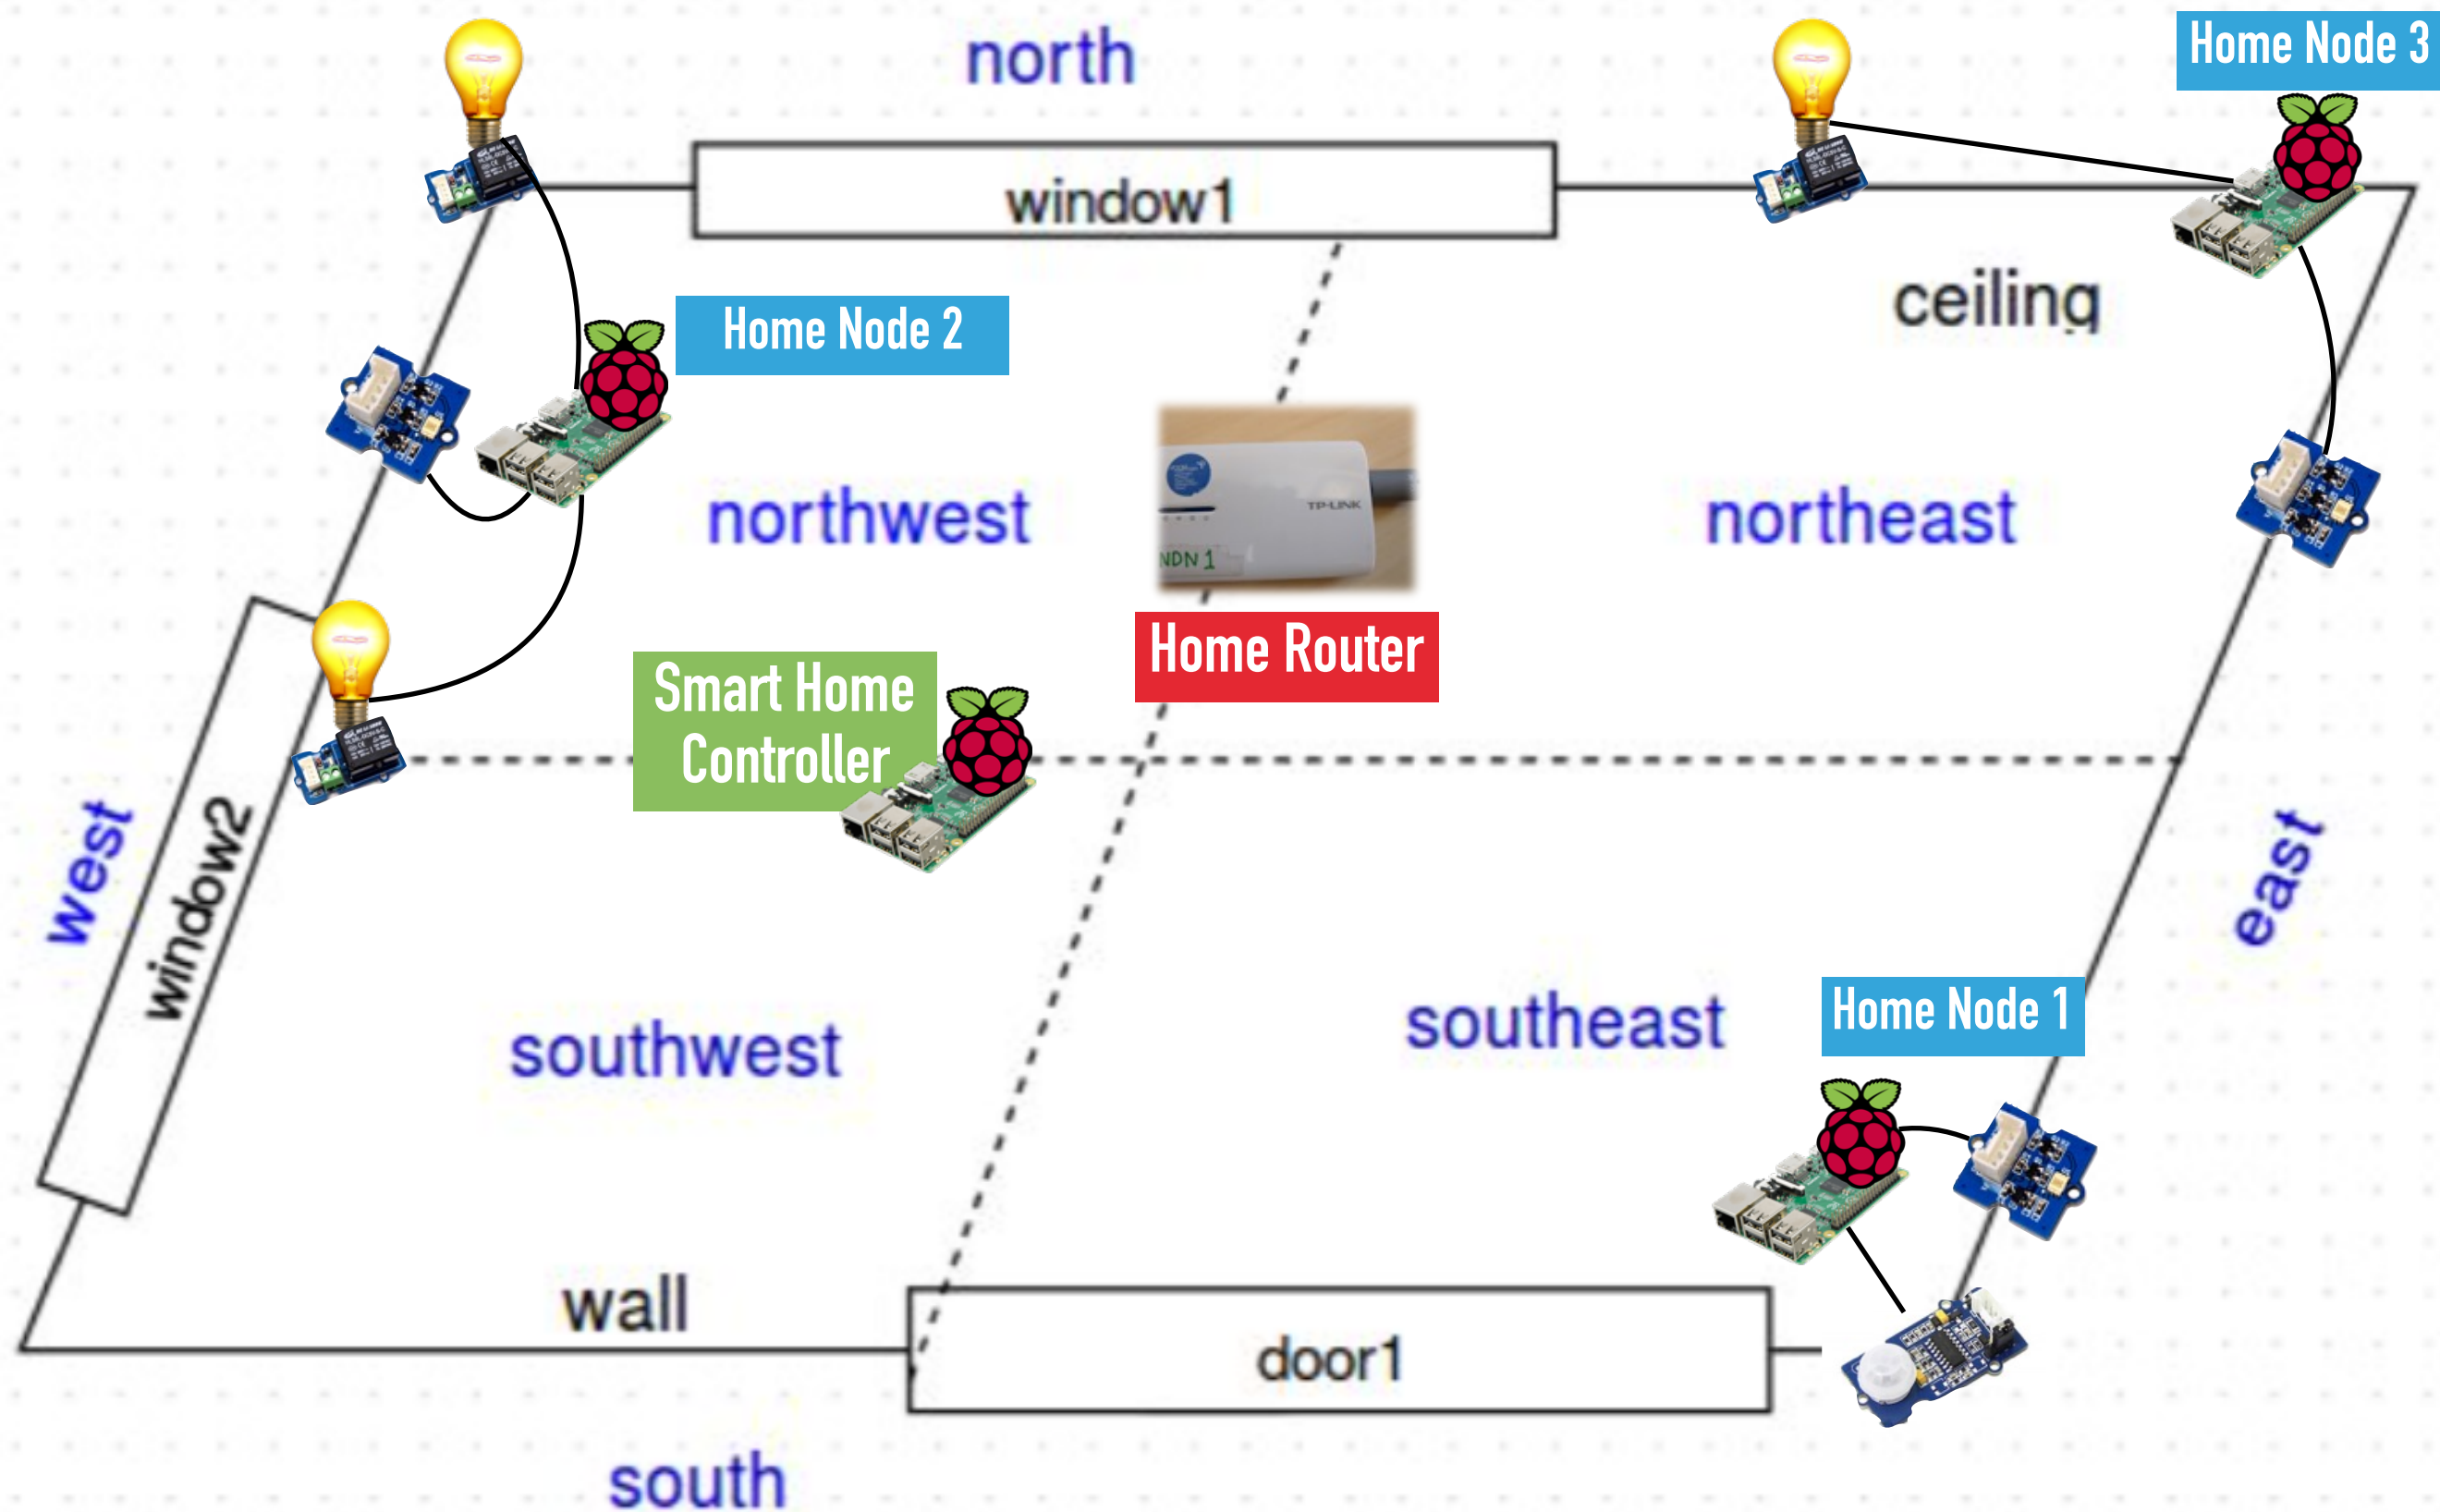 north
Home Node 3
window1
ceiling
Home Node 2
TP-LINK
NDN 1
northwest
northeast
Home Router
Smart Home
Controller
west
window2
east
southwest
southeast
Home Node 1
wall
door1
south